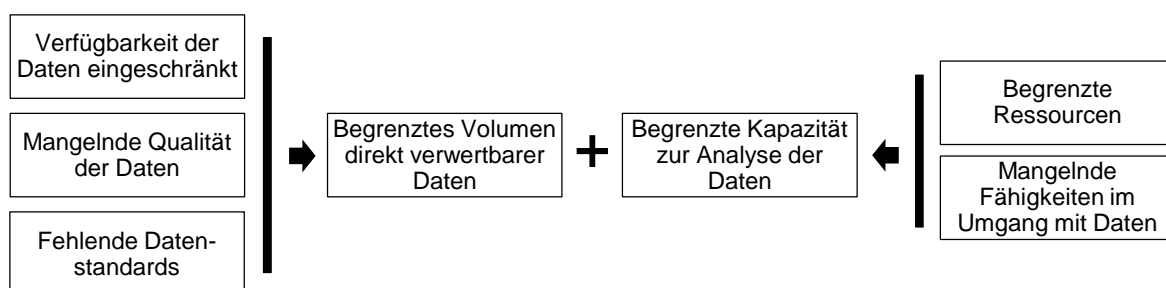 Verfügbarkeit der
Daten eingeschränkt
Mangelnde Qualität
der Daten
Fehlende Daten-
standards
Begrenztes Volumen
direkt verwertbarer
Daten
+
Begrenzte Kapazität
zur Analyse der
Daten
Begrenzte
Ressourcen
Mangelnde
Fähigkeiten im
Umgang mit Daten